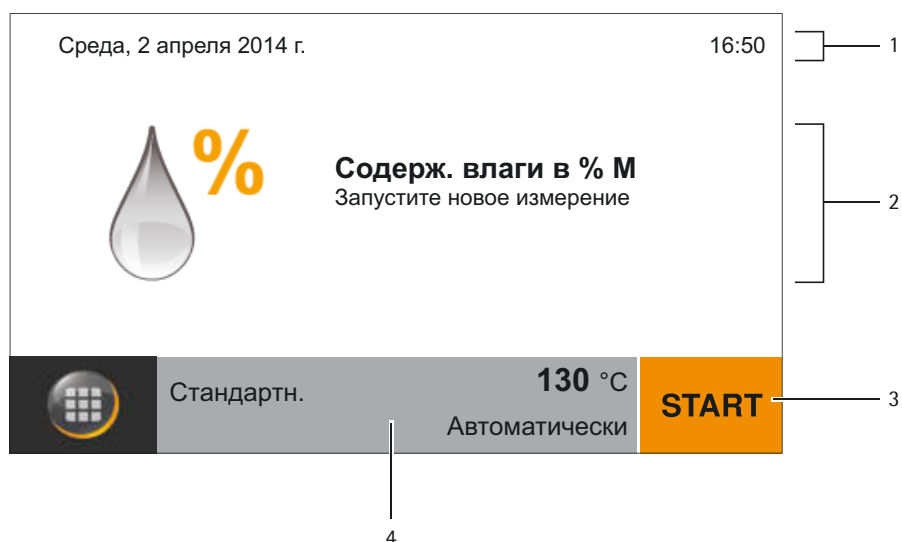 Среда, 2 апреля 2014 г. 16:50 1
% Содерж. влаги в % М
Запустите новое измерение
2
Стандартн. 130 °C
Автоматически
START 3
4